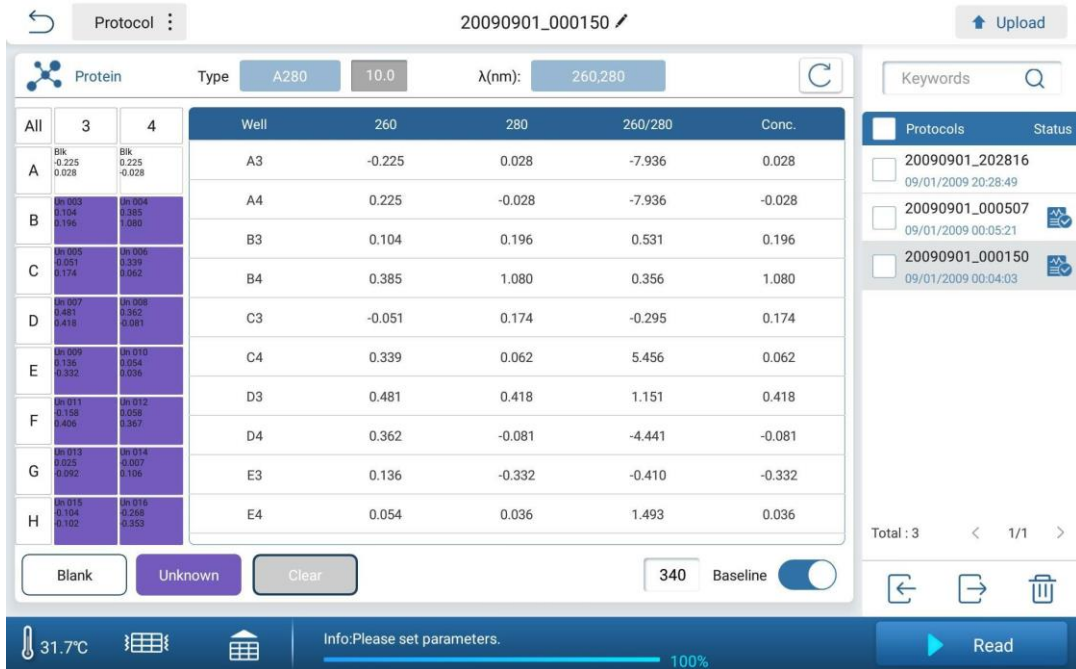 Protocol
20090901_000150
Upload
Protein
Type
A280
10.0
λ(nm):
260,280
Keywords
All 3 4
Well 260 280 260/280 Conc.
Protocols Status
A
Blk -0.225 0.028
Blk 0.225 -0.028
B
Un 003 0.104 0.196
Un 004 0.385 1.080
C
Un 005 -0.051 0.174
Un 006 0.339 0.062
D
Un 007 0.481 0.418
Un 008 0.362 -0.081
E
Un 009 0.136 -0.332
Un 010 0.054 0.036
F
Un 011 -0.158 0.406
Un 012 0.058 0.367
G
Un 013 0.025 -0.092
Un 014 -0.007 0.106
H
Un 015 -0.104 -0.102
Un 016 -0.268 -0.353
A3 -0.225 0.028 -7.936 0.028
A4 0.225 -0.028 -7.936 -0.028
B3 0.104 0.196 0.531 0.196
B4 0.385 1.080 0.356 1.080
C3 -0.051 0.174 -0.295 0.174
C4 0.339 0.062 5.456 0.062
D3 0.481 0.418 1.151 0.418
D4 0.362 -0.081 -4.441 -0.081
E3 0.136 -0.332 -0.410 -0.332
E4 0.054 0.036 1.493 0.036
20090901_202816
09/01/2009 20:28:49
20090901_000507
09/01/2009 00:05:21
20090901_000150
09/01/2009 00:04:03
Total : 3 < 1/1 >
Blank
Unknown
Clear
340
Baseline
31.7℃
Info:Please set parameters.
100%
Read